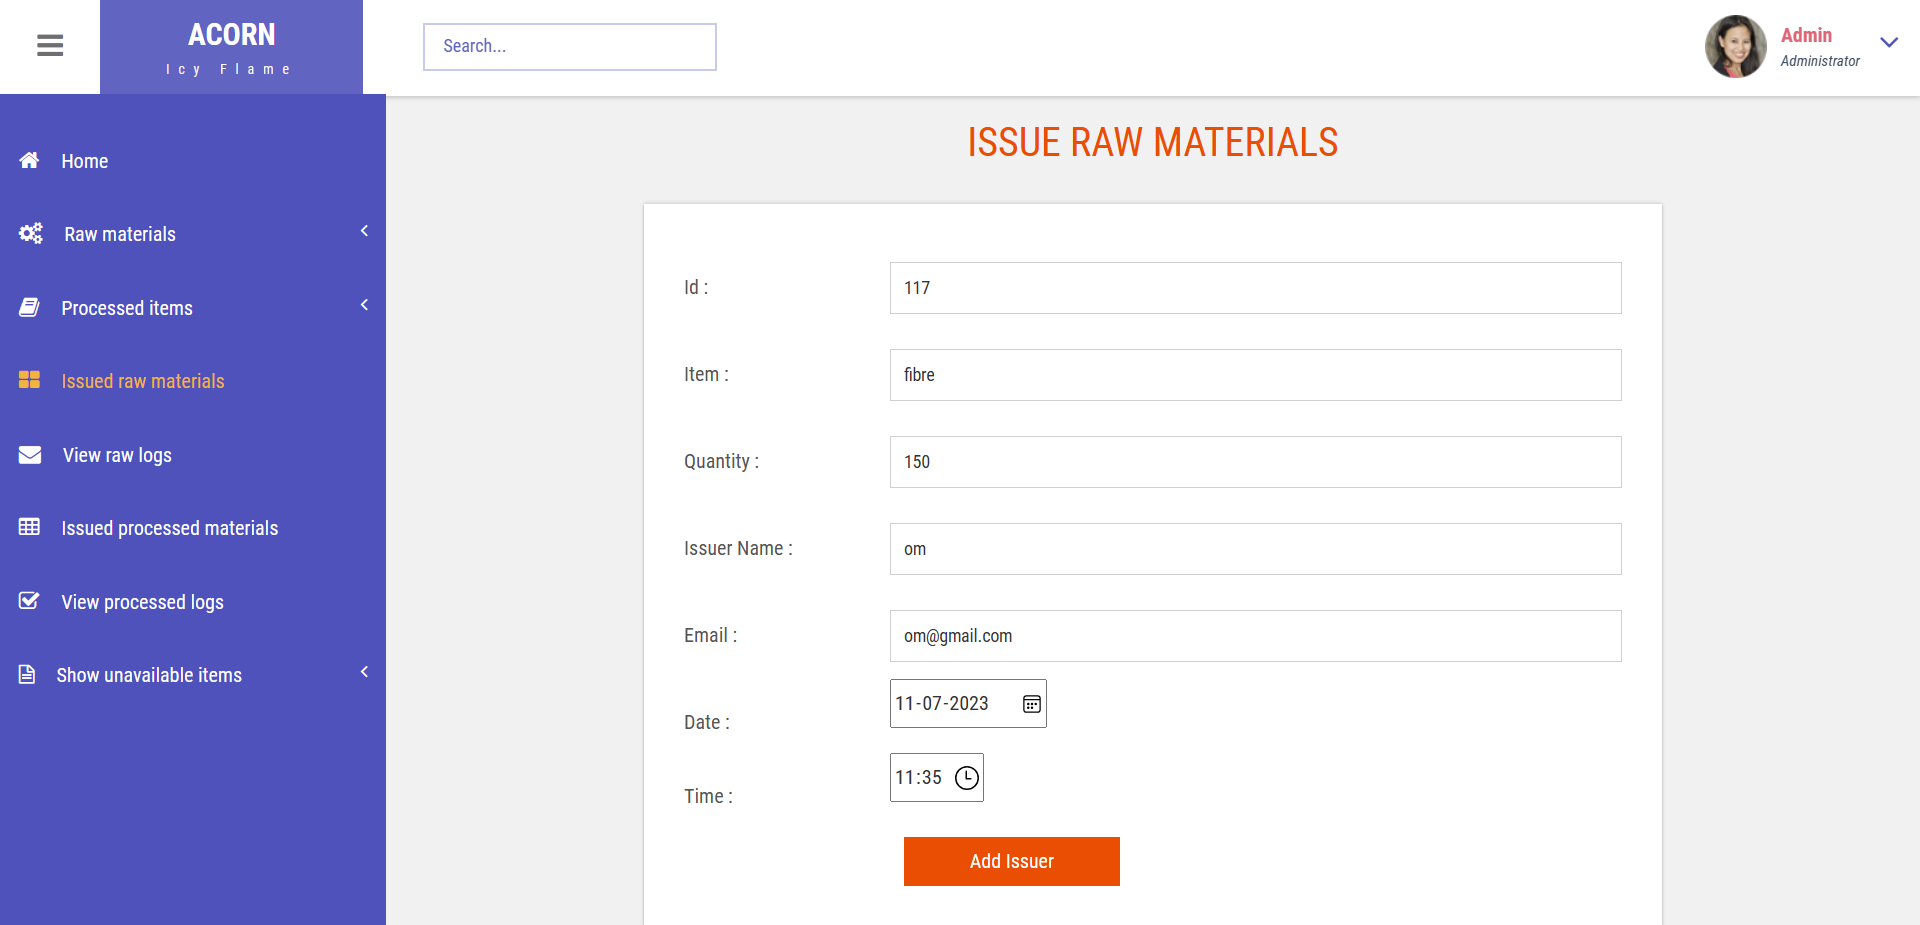 ACORN
Icy Flame
Search...
Admin
Administrator
Home
Raw materials
Processed items
Issued raw materials
View raw logs
Issued processed materials
View processed logs
Show unavailable items
ISSUE RAW MATERIALS
Id : 117
Item : fibre
Quantity : 150
Issuer Name : om
Email : om@gmail.com
Date : 11-07-2023
Time : 11:35
Add Issuer